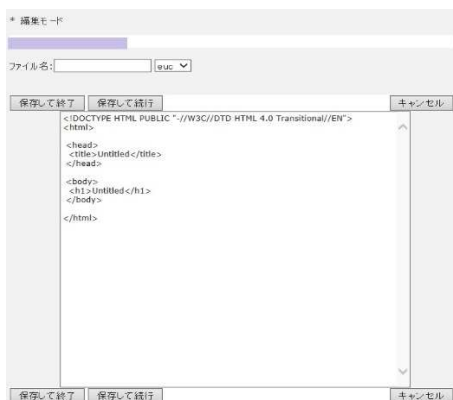 * 編集モード
ファイル名: euc
保存して終了 保存して続行 キャンセル
<!DOCTYPE HTML PUBLIC "-//W3C//DTD HTML 4.0 Transitional//EN">
<html>
<head>
<title>Untitled</title>
</head>
<body>
<h1>Untitled</h1>
</body>
</html>
保存して終了 保存して続行 キャンセル